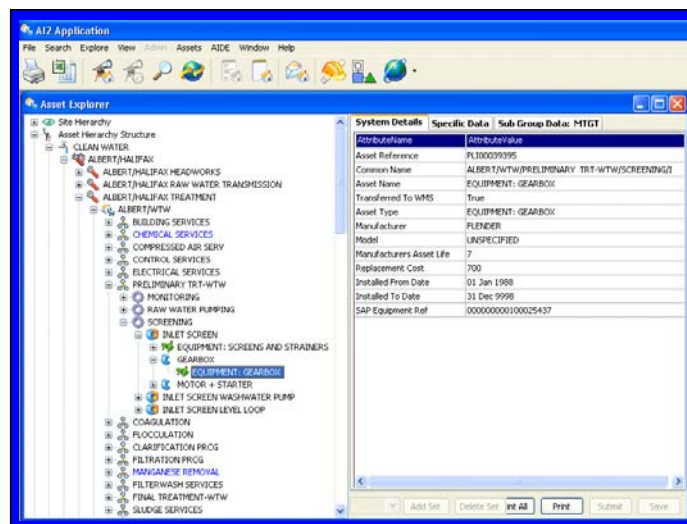 AI2 Application
File Search Explore View Admin Assets AIDE Window Help
Asset Explorer
Site Hierarchy
Asset Hierarchy Structure
CLEAN WATER
ALBERT/HALIFAX
ALBERT/HALIFAX HEADWORKS
ALBERT/HALIFAX RAW WATER TRANSMISSION
ALBERT/HALIFAX TREATMENT
ALBERT/WTW
BUILDING SERVICES
CHEMICAL SERVICES
COMPRESSED AIR SERV
CONTROL SERVICES
ELECTRICAL SERVICES
PRELIMINARY TRT-WTW
MONITORING
RAW WATER PUMPING
SCREENING
INLET SCREEN
EQUIPMENT: SCREENS AND STRAINERS
GEARBOX
EQUIPMENT: GEARBOX
MOTOR + STARTER
INLET SCREEN WASHWATER PUMP
INLET SCREEN LEVEL LOOP
COAGULATION
FLOCCULATION
CLARIFICATION PRCG
FILTRATION PRCG
MANGANESE REMOVAL
FILTERWASH SERVICES
FINAL TREATMENT-WTW
SLUDGE SERVICES
System Details Specific Data Sub Group Data: MTGT
AttributeName AttributeValue
Asset Reference PLI00039395
Common Name ALBERT/WTW/PRELIMINARY TRT-WTW/SCREENING/I
Asset Name EQUIPMENT: GEARBOX
Transferred To WMS True
Asset Type EQUIPMENT: GEARBOX
Manufacturer FLENDER
Model UNSPECIFIED
Manufacturers Asset Life 7
Replacement Cost 700
Installed From Date 01 Jan 1988
Installed To Date 31 Dec 9998
SAP Equipment Ref 000000000100025437
Add Set Delete Set int All Print Submit Save